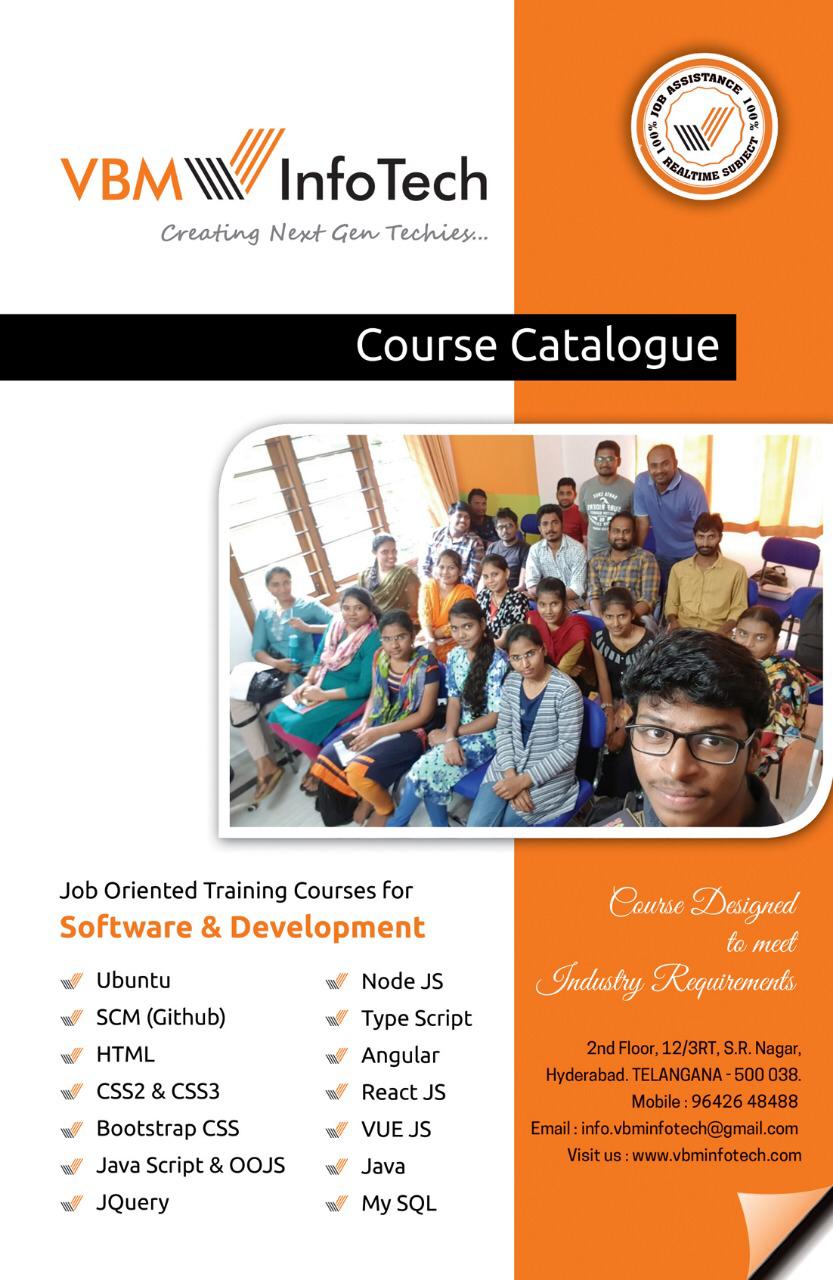 VBM InfoTech
Creating Next Gen Techies...
100% JOB ASSISTANCE 100% REALTIME SUBJECT
Course Catalogue
Job Oriented Training Courses for
Software & Development
Ubuntu
SCM (Github)
HTML
CSS2 & CSS3
Bootstrap CSS
Java Script & OOJS
JQuery
Node JS
Type Script
Angular
React JS
VUE JS
Java
My SQL
Course Designed
to meet
Industry Requirements
2nd Floor, 12/3RT, S.R. Nagar,
Hyderabad. TELANGANA - 500 038.
Mobile : 96426 48488
Email : info.vbminfotech@gmail.com
Visit us : www.vbminfotech.com